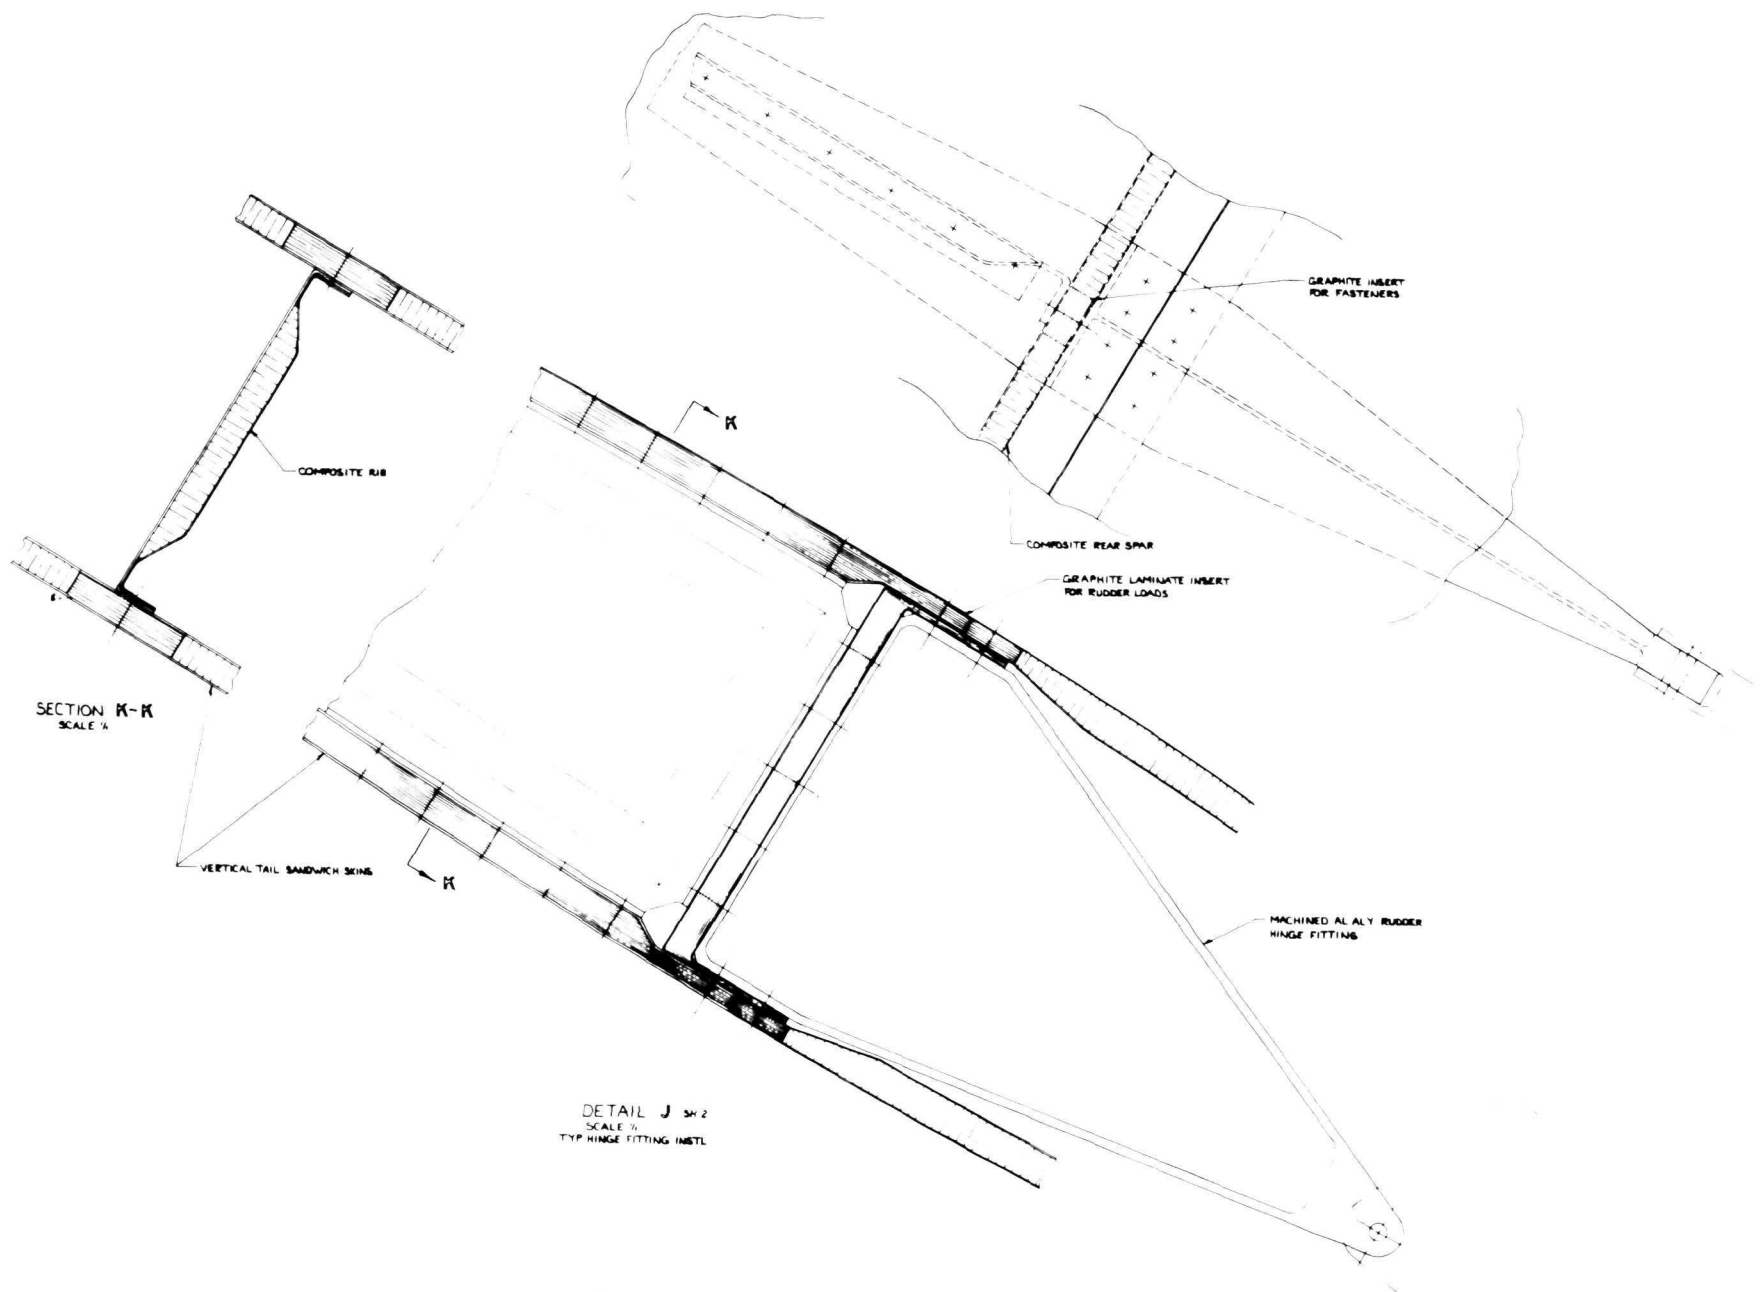 GRAPHITE INSERT
FOR FASTENERS
K
COMPOSITE RIB
COMPOSITE REAR SPAR
GRAPHITE LAMINATE INSERT
FOR RUDDER LOADS
SECTION K-K
SCALE 1/1
VERTICAL TAIL SANDWICH SKINS
K
MACHINED AL ALY RUDDER
HINGE FITTING
DETAIL J SH 2
SCALE 1/1
TYP HINGE FITTING INSTL